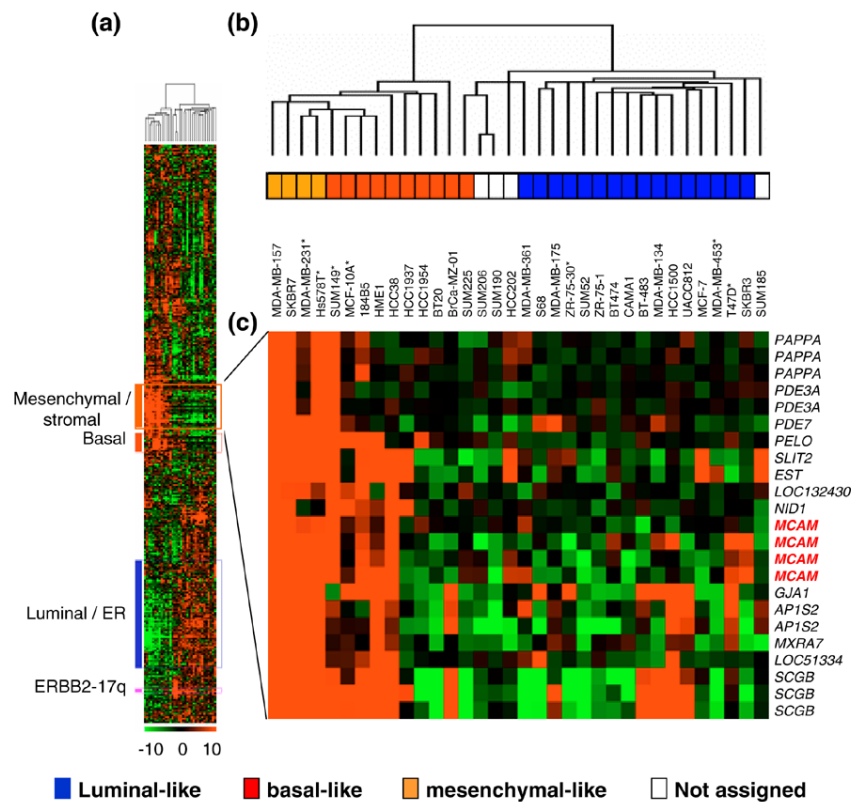 (a)
(b)
MDA-MB-157
SKBR7
MDA-MB-231*
Hs578T*
SUM149*
MCF-10A*
184B5
HME1
HCC38
HCC1937
HCC1954
BT20
BrCa-MZ-01
SUM225
SUM206
SUM190
HCC202
MDA-MB-361
S68
MDA-MB-175
ZR-75-30*
SUM52
ZR-75-1
BT474
CAMA1
BT-483
MDA-MB-134
HCC1500
UACC812
MCF-7
MDA-MB-453*
T47D*
SKBR3
SUM185
(c)
PAPPA
PAPPA
PAPPA
PDE3A
PDE3A
PDE7
PELO
SLIT2
EST
LOC132430
NID1
MCAM
MCAM
MCAM
MCAM
GJA1
AP1S2
AP1S2
MXRA7
LOC51334
SCGB
SCGB
SCGB
Mesenchymal /
stromal
Basal
Luminal / ER
ERBB2-17q
-10 0 10
Luminal-like basal-like mesenchymal-like Not assigned